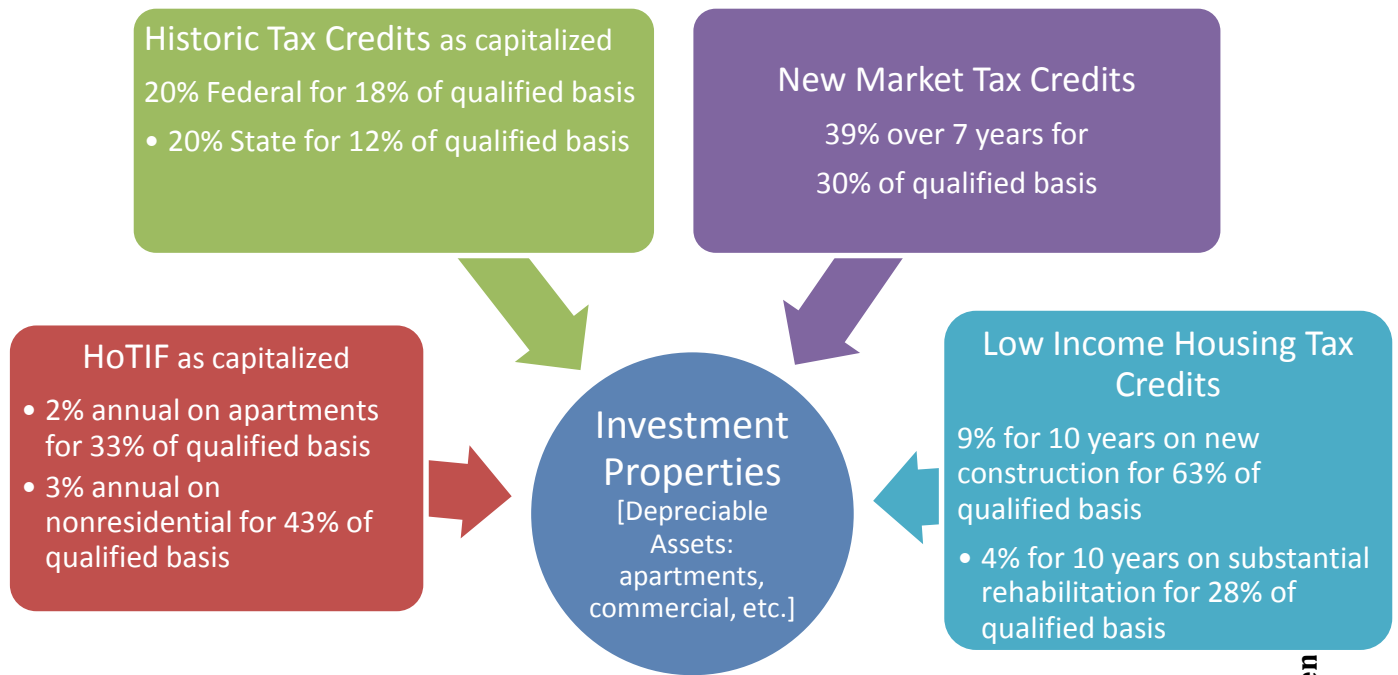 Historic Tax Credits as capitalized
20% Federal for 18% of qualified basis
• 20% State for 12% of qualified basis
New Market Tax Credits
39% over 7 years for
30% of qualified basis
HoTIF as capitalized
• 2% annual on apartments
for 33% of qualified basis
• 3% annual on
nonresidential for 43% of
qualified basis
Investment
Properties
[Depreciable
Assets:
apartments,
commercial, etc.]
Low Income Housing Tax
Credits
9% for 10 years on new
construction for 63% of
qualified basis
• 4% for 10 years on substantial
rehabilitation for 28% of
qualified basis
en